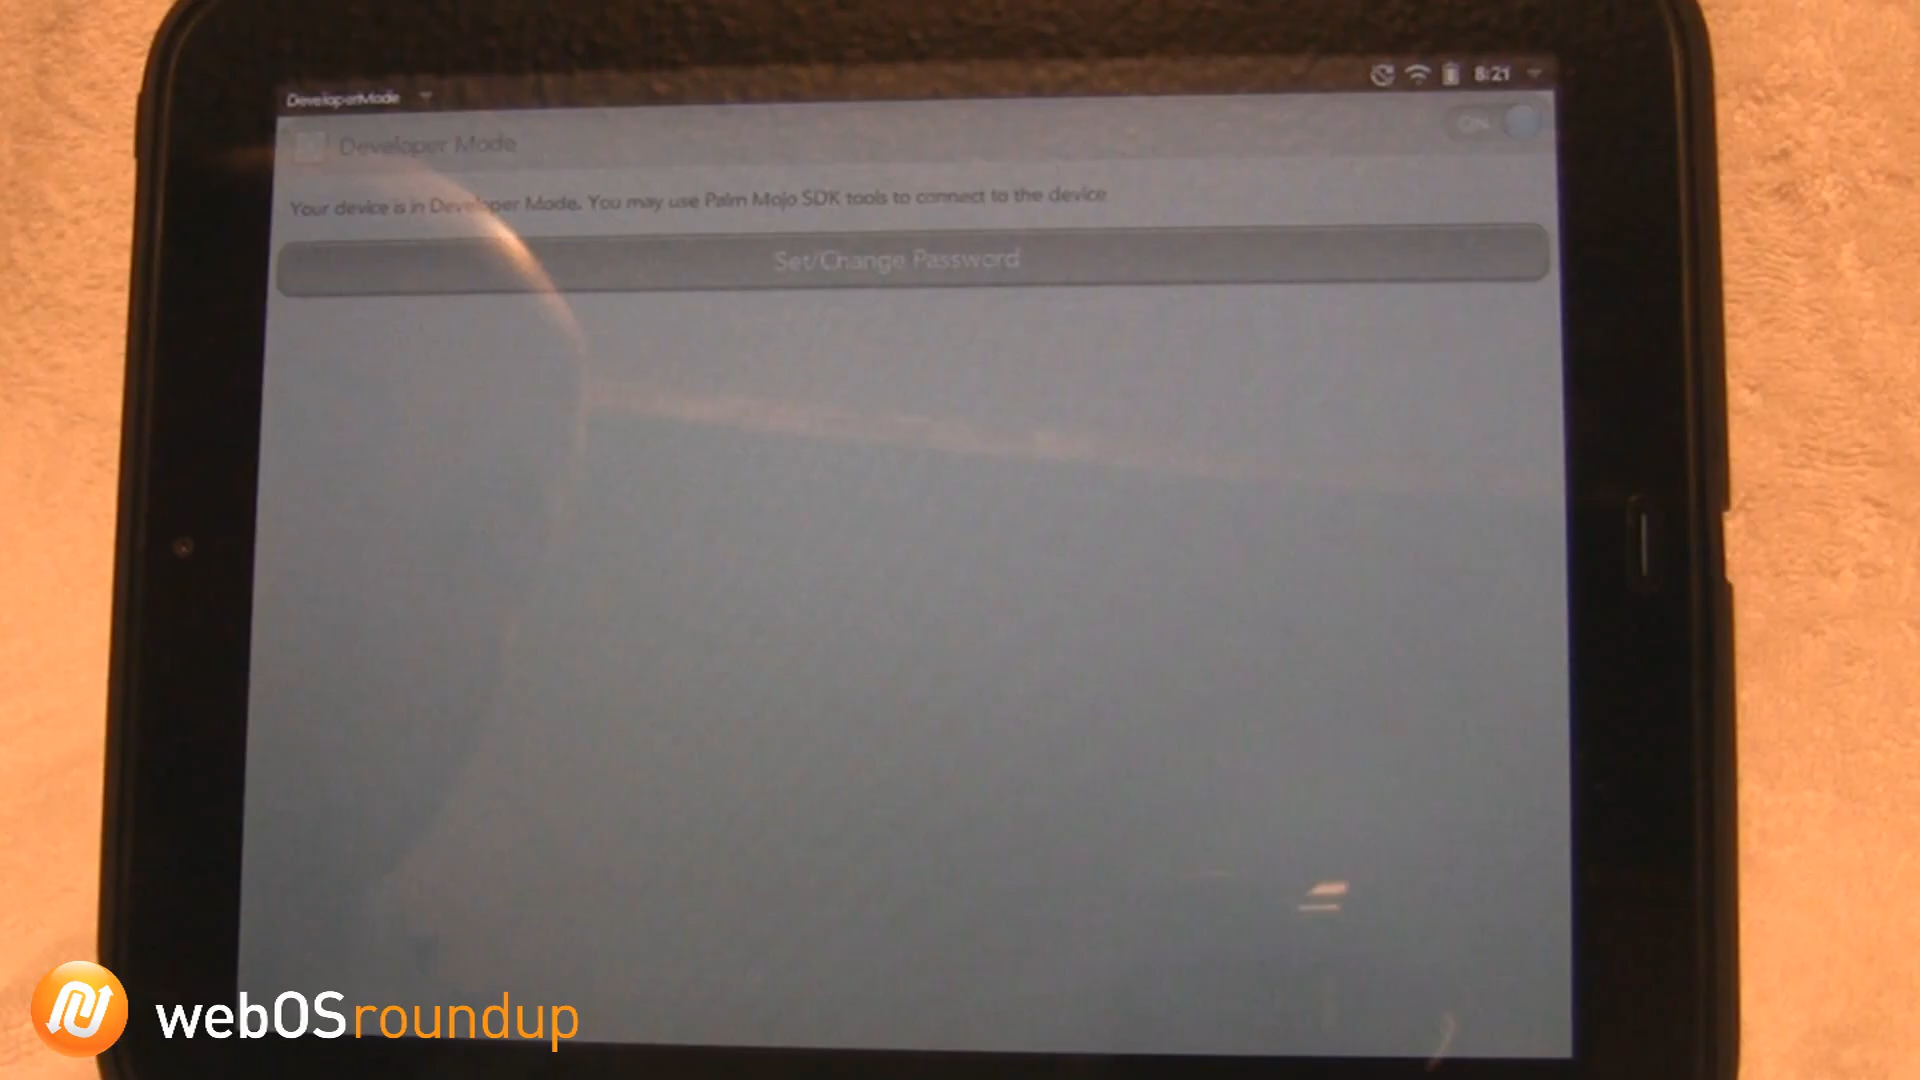 DeveloperMode
8:21
Developer Mode
ON
Your device is in Developer Mode. You may use Palm Mojo SDK tools to connect to the device
Set/Change Password
webOSroundup